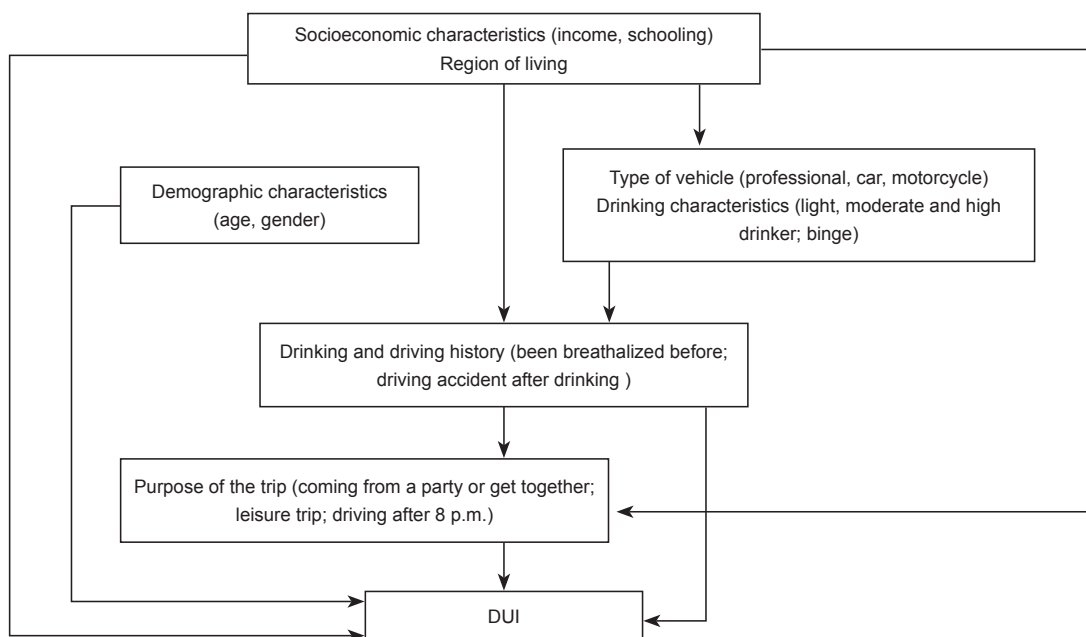 Socioeconomic characteristics (income, schooling)
Region of living
Demographic characteristics
(age, gender)
Type of vehicle (professional, car, motorcycle)
Drinking characteristics (light, moderate and high
drinker; binge)
Drinking and driving history (been breathalized before;
driving accident after drinking )
Purpose of the trip (coming from a party or get together;
leisure trip; driving after 8 p.m.)
DUI